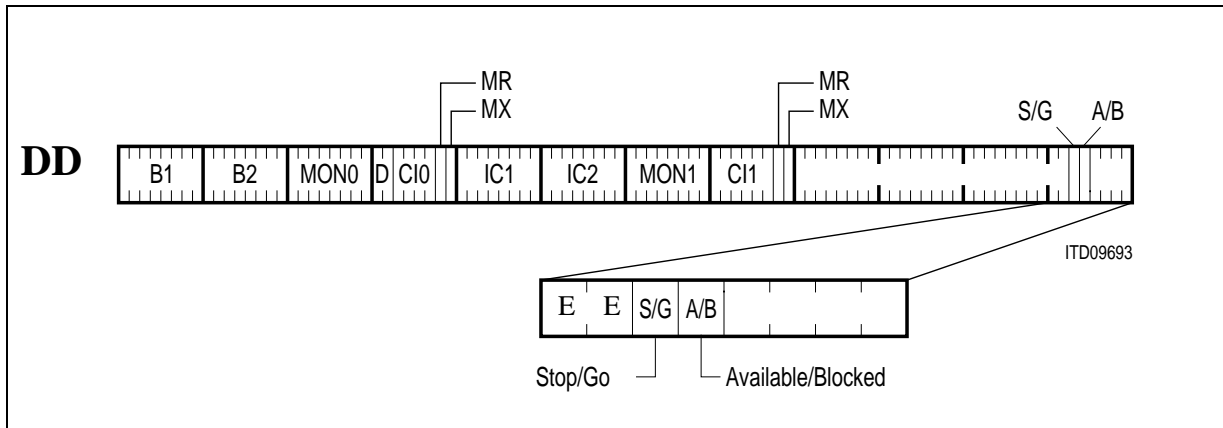 MR MR
MX MX S/G A/B
DD B1 B2 MON0 D CI0 IC1 IC2 MON1 CI1
ITD09693
E E S/G A/B
Stop/Go Available/Blocked